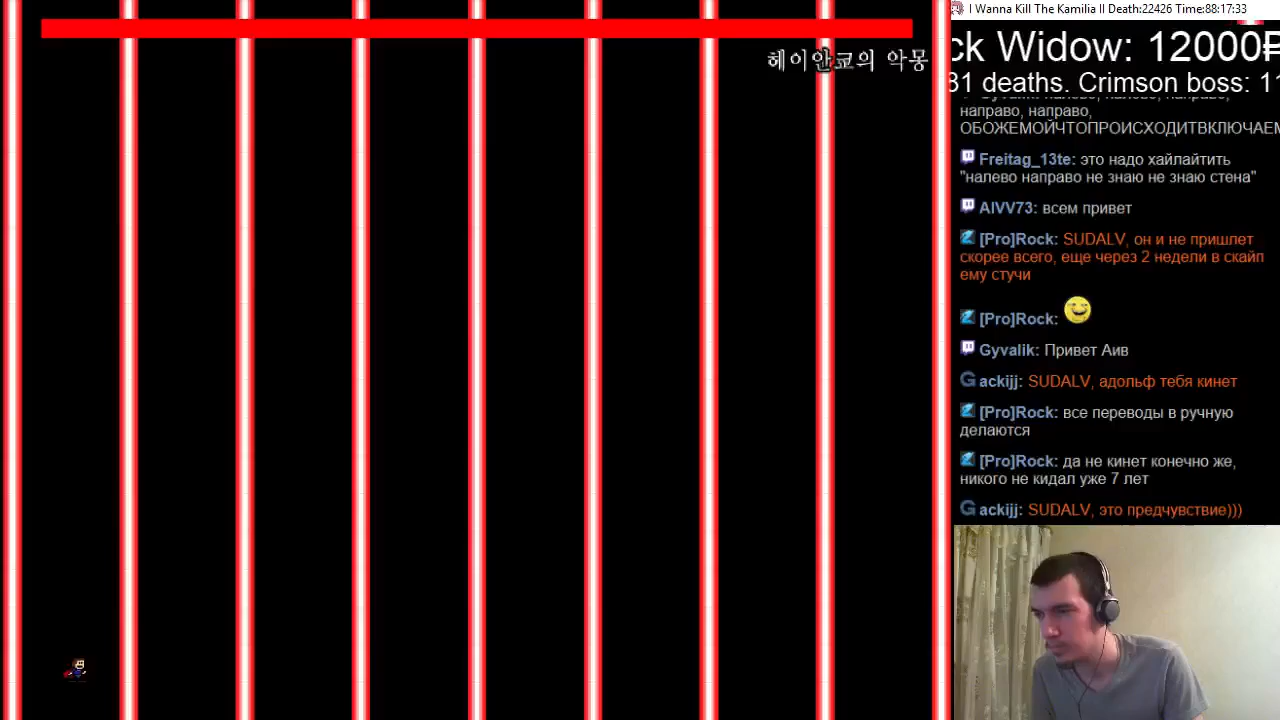 I Wanna Kill The Kamilia II Death:22426 Time:88:17:33
ck Widow: 12000₽
31 deaths. Crimson boss: 11
헤이안쿄의 악몽
направо, направо,
ОБОЖЕМОЙЧТОПРОИСХОДИТВКЛЮЧАЕМ
Freitag_13te: это надо хайлайтить
"налево направо не знаю не знаю стена"
AlVV73: всем привет
[Pro]Rock: SUDALV, он и не пришлет
скорее всего, еще через 2 недели в скайп
ему стучи
[Pro]Rock:
Gyvalik: Привет Аив
ackijj: SUDALV, адольф тебя кинет
[Pro]Rock: все переводы в ручную
делаются
[Pro]Rock: да не кинет конечно же,
никого не кидал уже 7 лет
ackijj: SUDALV, это предчувствие)))